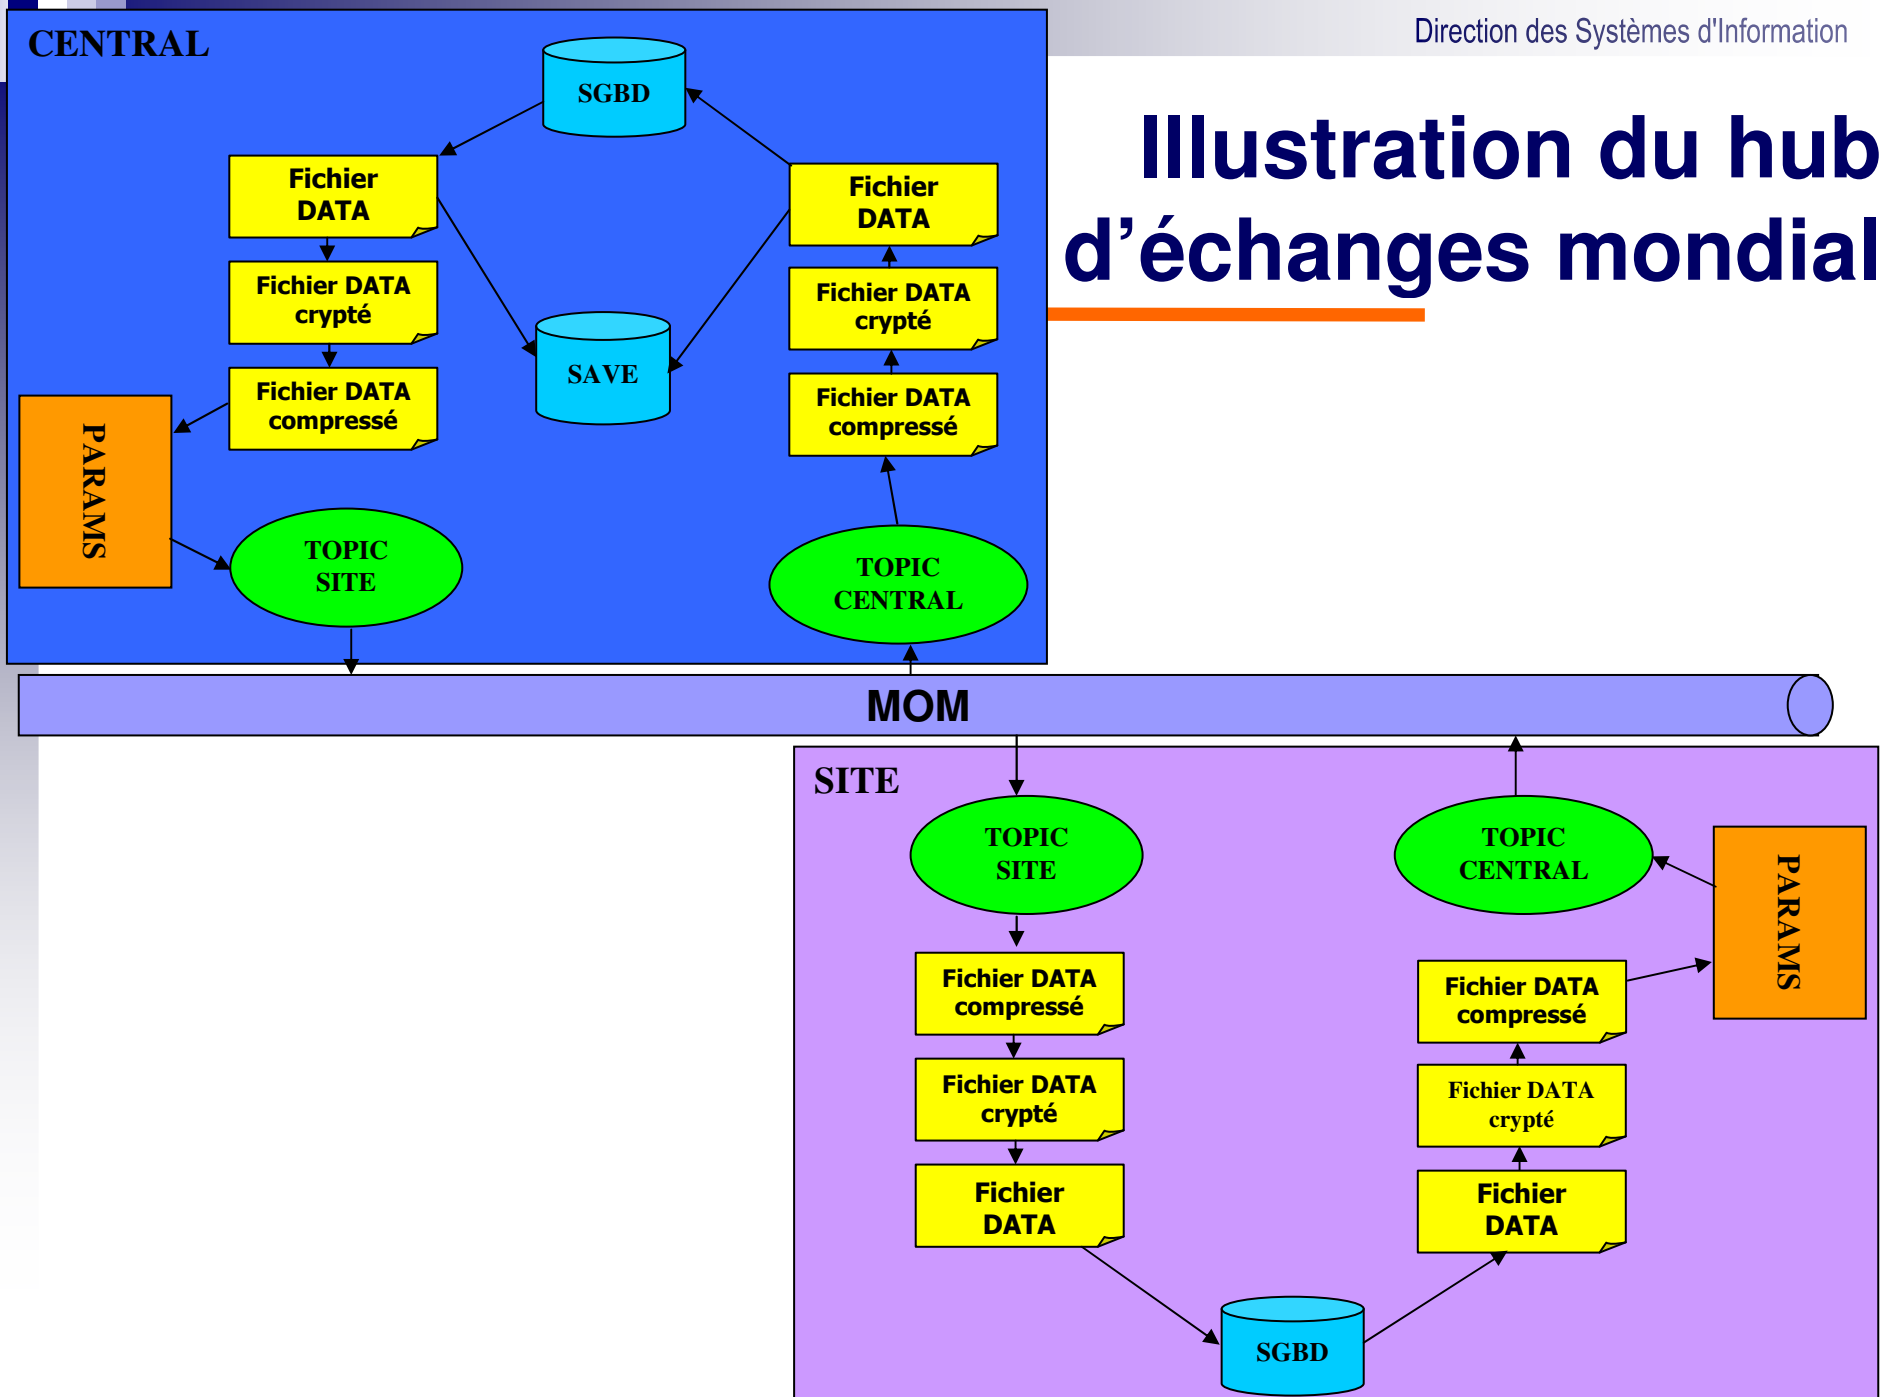 Direction des Systèmes d'Information
Illustration du hub
d’échanges mondial
CENTRAL
SGBD
Fichier
DATA
Fichier DATA
crypté
Fichier DATA
compressé
PARAMS
TOPIC
SITE
SAVE
Fichier
DATA
Fichier DATA
crypté
Fichier DATA
compressé
TOPIC
CENTRAL
MOM
SITE
TOPIC
SITE
Fichier DATA
compressé
Fichier DATA
crypté
Fichier
DATA
SGBD
TOPIC
CENTRAL
PARAMS
Fichier DATA
compressé
Fichier DATA
crypté
Fichier
DATA